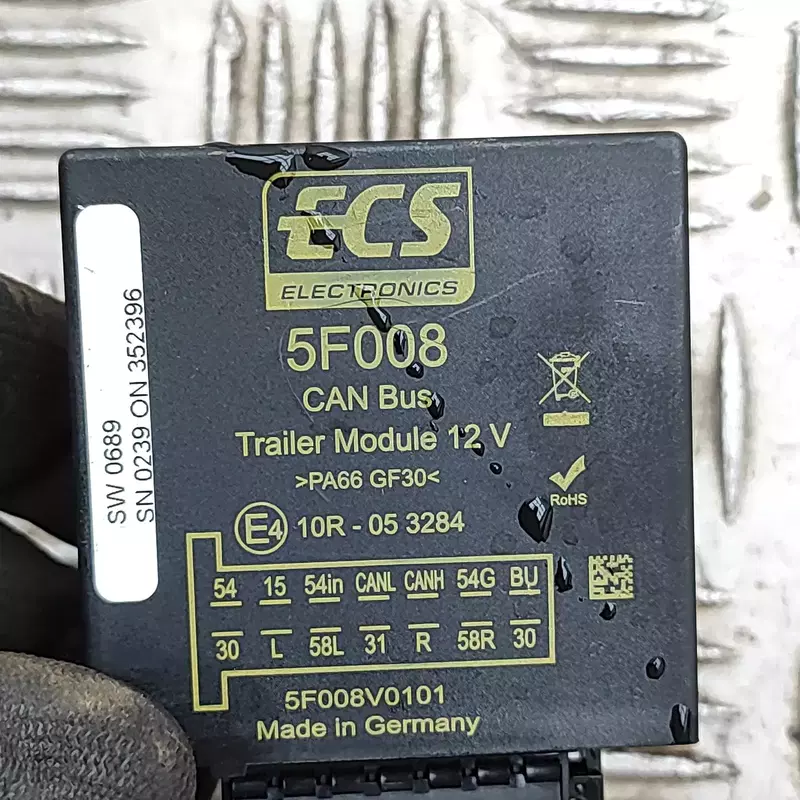 ECS
ELECTRONICS
5F008
CAN Bus
Trailer Module 12 V
>PA66 GF30<
E4 10R - 05 3284
RoHS
54 15 54in CANL CANH 54G BU
30 L 58L 31 R 58R 30
5F008V0101
Made in Germany
SW 0689
SN 0239 ON 352396